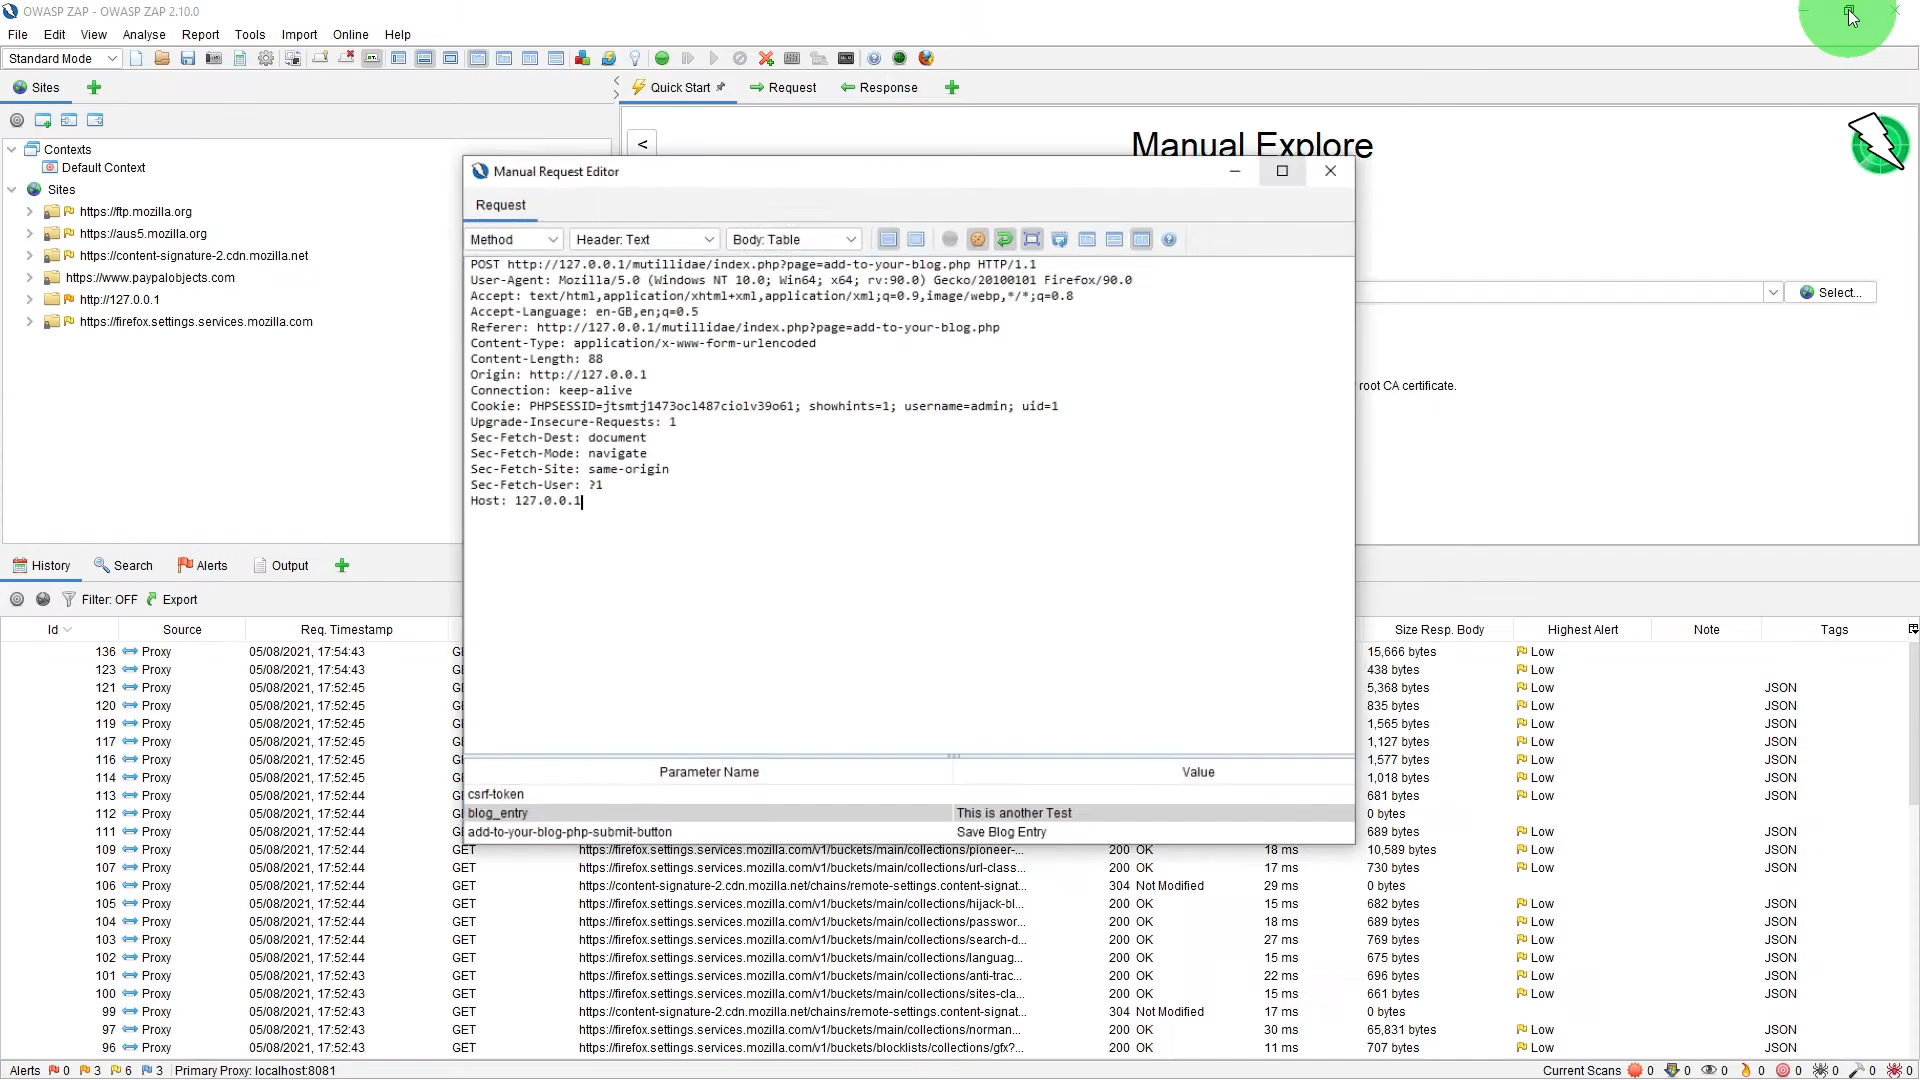 OWASP ZAP - OWASP ZAP 2.10.0
File Edit View Analyse Report Tools Import Online Help
Standard Mode
Sites
Quick Start Request Response
<
Manual Explore
Contexts
Default Context
Sites
https://ftp.mozilla.org
https://aus5.mozilla.org
https://content-signature-2.cdn.mozilla.net
https://www.paypalobjects.com
http://127.0.0.1
https://firefox.settings.services.mozilla.com
Select...
root CA certificate.
Manual Request Editor
Request
Method Header: Text Body: Table
POST http://127.0.0.1/mutillidae/index.php?page=add-to-your-blog.php HTTP/1.1
User-Agent: Mozilla/5.0 (Windows NT 10.0; Win64; x64; rv:90.0) Gecko/20100101 Firefox/90.0
Accept: text/html,application/xhtml+xml,application/xml;q=0.9,image/webp,*/*;q=0.8
Accept-Language: en-GB,en;q=0.5
Referer: http://127.0.0.1/mutillidae/index.php?page=add-to-your-blog.php
Content-Type: application/x-www-form-urlencoded
Content-Length: 88
Origin: http://127.0.0.1
Connection: keep-alive
Cookie: PHPSESSID=jtsmtj1473ocl487ciolv39o61; showhints=1; username=admin; uid=1
Upgrade-Insecure-Requests: 1
Sec-Fetch-Dest: document
Sec-Fetch-Mode: navigate
Sec-Fetch-Site: same-origin
Sec-Fetch-User: ?1
Host: 127.0.0.1
Parameter Name Value
csrf-token
blog_entry This is another Test
add-to-your-blog-php-submit-button Save Blog Entry
History Search Alerts Output
Filter: OFF Export
Id Source Req. Timestamp Size Resp. Body Highest Alert Note Tags
136 Proxy 05/08/2021, 17:54:43 15,666 bytes Low
123 Proxy 05/08/2021, 17:54:43 438 bytes Low
121 Proxy 05/08/2021, 17:52:45 5,368 bytes Low JSON
120 Proxy 05/08/2021, 17:52:45 835 bytes Low JSON
119 Proxy 05/08/2021, 17:52:45 1,565 bytes Low JSON
117 Proxy 05/08/2021, 17:52:45 1,127 bytes Low JSON
116 Proxy 05/08/2021, 17:52:45 1,577 bytes Low JSON
114 Proxy 05/08/2021, 17:52:45 1,018 bytes Low JSON
113 Proxy 05/08/2021, 17:52:44 681 bytes Low JSON
112 Proxy 05/08/2021, 17:52:44 0 bytes
111 Proxy 05/08/2021, 17:52:44 689 bytes Low JSON
109 Proxy 05/08/2021, 17:52:44 GET https://firefox.settings.services.mozilla.com/v1/buckets/main/collections/pioneer-... 200 OK 18 ms 10,589 bytes Low JSON
107 Proxy 05/08/2021, 17:52:44 GET https://firefox.settings.services.mozilla.com/v1/buckets/main/collections/url-class... 200 OK 17 ms 730 bytes Low JSON
106 Proxy 05/08/2021, 17:52:44 GET https://content-signature-2.cdn.mozilla.net/chains/remote-settings.content-signat... 304 Not Modified 29 ms 0 bytes
105 Proxy 05/08/2021, 17:52:44 GET https://firefox.settings.services.mozilla.com/v1/buckets/main/collections/hijack-bl... 200 OK 15 ms 682 bytes Low JSON
104 Proxy 05/08/2021, 17:52:44 GET https://firefox.settings.services.mozilla.com/v1/buckets/main/collections/passwor... 200 OK 18 ms 689 bytes Low JSON
103 Proxy 05/08/2021, 17:52:44 GET https://firefox.settings.services.mozilla.com/v1/buckets/main/collections/search-d... 200 OK 27 ms 769 bytes Low JSON
102 Proxy 05/08/2021, 17:52:44 GET https://firefox.settings.services.mozilla.com/v1/buckets/main/collections/languag... 200 OK 15 ms 675 bytes Low JSON
101 Proxy 05/08/2021, 17:52:43 GET https://firefox.settings.services.mozilla.com/v1/buckets/main/collections/anti-trac... 200 OK 22 ms 696 bytes Low JSON
100 Proxy 05/08/2021, 17:52:43 GET https://firefox.settings.services.mozilla.com/v1/buckets/main/collections/sites-cla... 200 OK 15 ms 661 bytes Low JSON
99 Proxy 05/08/2021, 17:52:43 GET https://content-signature-2.cdn.mozilla.net/chains/remote-settings.content-signat... 304 Not Modified 17 ms 0 bytes
97 Proxy 05/08/2021, 17:52:43 GET https://firefox.settings.services.mozilla.com/v1/buckets/main/collections/norman... 200 OK 30 ms 65,831 bytes Low JSON
96 Proxy 05/08/2021, 17:52:43 GET https://firefox.settings.services.mozilla.com/v1/buckets/blocklists/collections/gfx?... 200 OK 11 ms 707 bytes Low JSON
Alerts 0 3 6 3 Primary Proxy: localhost:8081 Current Scans 0 0 0 0 0 0 0 0